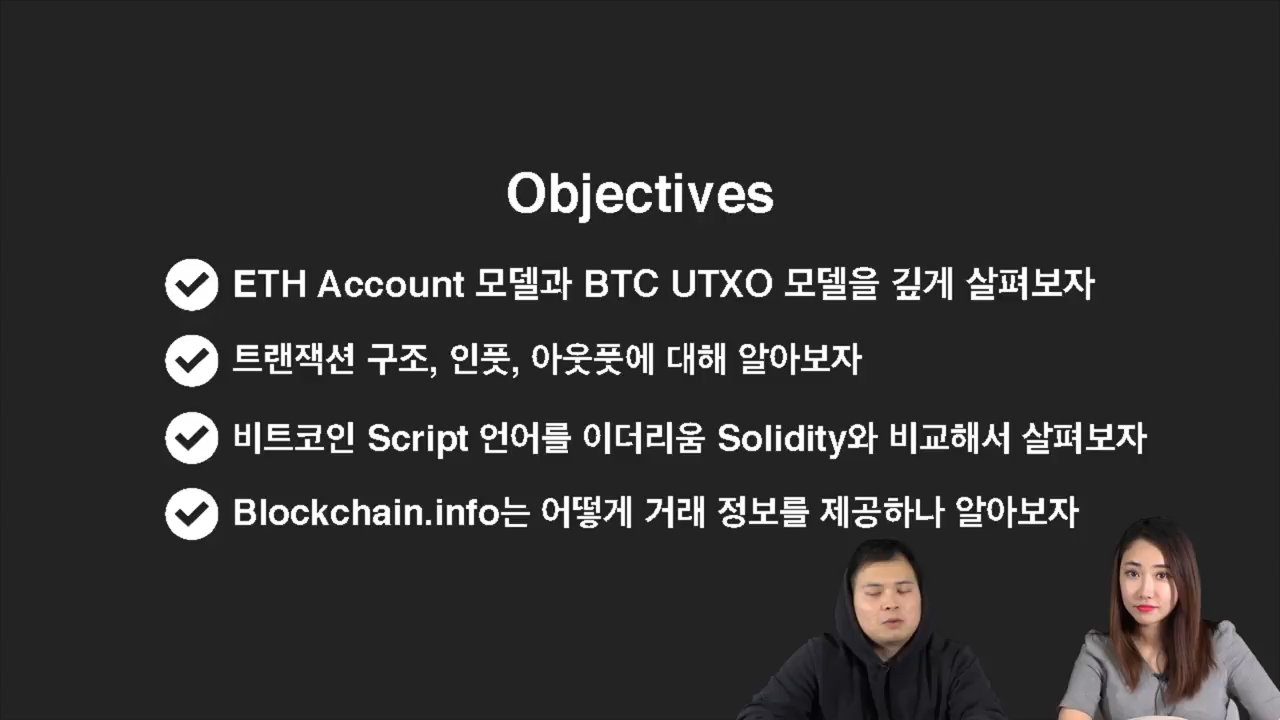 Objectives
ETH Account 모델과 BTC UTXO 모델을 깊게 살펴보자
트랜잭션 구조, 인풋, 아웃풋에 대해 알아보자
비트코인 Script 언어를 이더리움 Solidity와 비교해서 살펴보자
Blockchain.info는 어떻게 거래 정보를 제공하나 알아보자